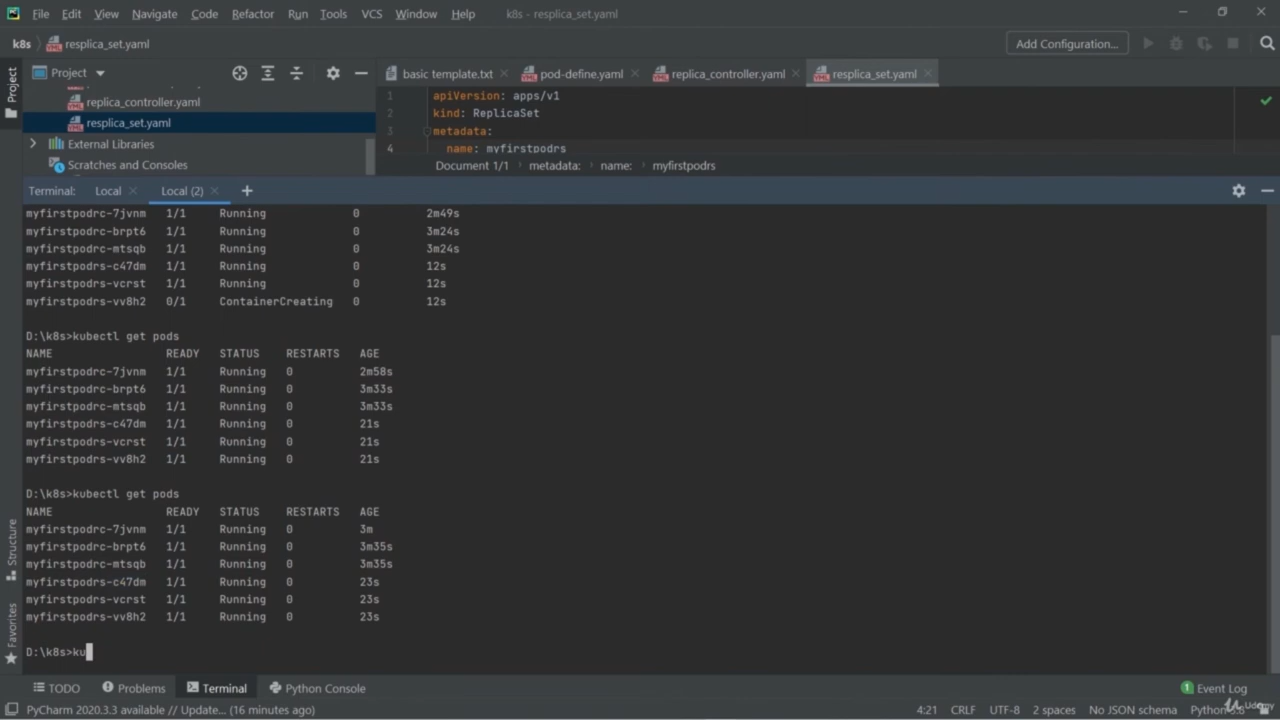 File Edit View Navigate Code Refactor Run Tools VCS Window Help k8s - resplica_set.yaml
k8s resplica_set.yaml Add Configuration...
Project Project basic template.txt pod-define.yaml replica_controller.yaml resplica_set.yaml
replica_controller.yaml
resplica_set.yaml
External Libraries
Scratches and Consoles
1 apiVersion: apps/v1
2 kind: ReplicaSet
3 metadata:
4 name: myfirstpodrs
Document 1/1 metadata: name: myfirstpodrs
Terminal: Local Local (2)
myfirstpodrc-7jvnm 1/1 Running 0 2m49s
myfirstpodrc-brpt6 1/1 Running 0 3m24s
myfirstpodrc-mtsqb 1/1 Running 0 3m24s
myfirstpodrs-c47dm 1/1 Running 0 12s
myfirstpodrs-vcrst 1/1 Running 0 12s
myfirstpodrs-vv8h2 0/1 ContainerCreating 0 12s
D:\k8s>kubectl get pods
NAME READY STATUS RESTARTS AGE
myfirstpodrc-7jvnm 1/1 Running 0 2m58s
myfirstpodrc-brpt6 1/1 Running 0 3m33s
myfirstpodrc-mtsqb 1/1 Running 0 3m33s
myfirstpodrs-c47dm 1/1 Running 0 21s
myfirstpodrs-vcrst 1/1 Running 0 21s
myfirstpodrs-vv8h2 1/1 Running 0 21s
D:\k8s>kubectl get pods
NAME READY STATUS RESTARTS AGE
myfirstpodrc-7jvnm 1/1 Running 0 3m
myfirstpodrc-brpt6 1/1 Running 0 3m35s
myfirstpodrc-mtsqb 1/1 Running 0 3m35s
myfirstpodrs-c47dm 1/1 Running 0 23s
myfirstpodrs-vcrst 1/1 Running 0 23s
myfirstpodrs-vv8h2 1/1 Running 0 23s
D:\k8s>ku
Structure
Favorites
TODO Problems Terminal Python Console 1 Event Log
PyCharm 2020.3.3 available // Update... (16 minutes ago) 4:21 CRLF UTF-8 2 spaces No JSON schema Python 3.8
Udemy